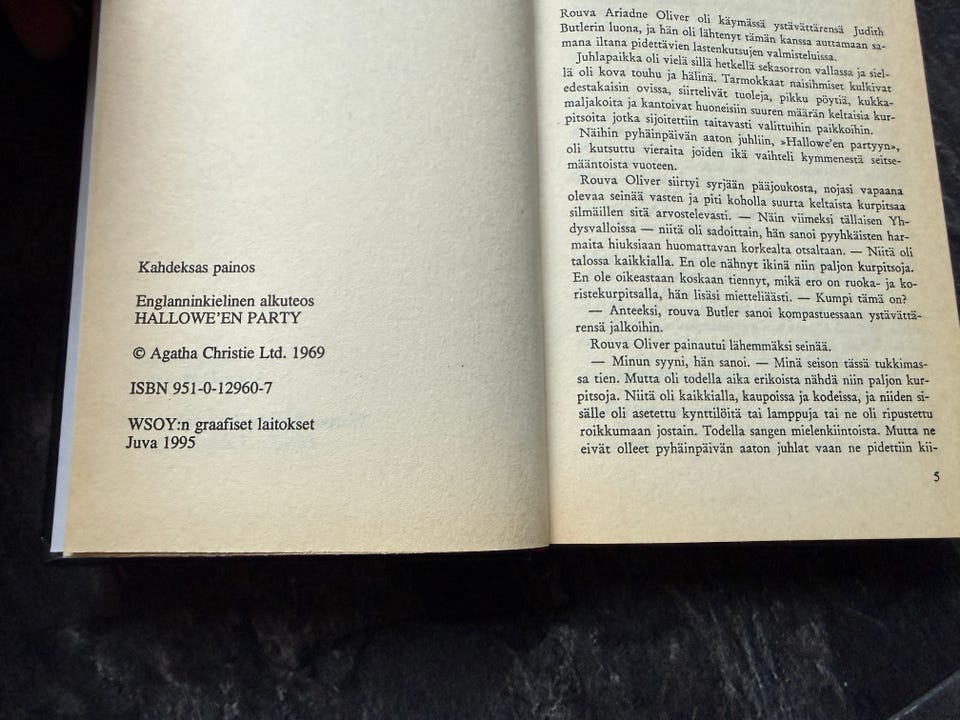 Kahdeksas painos
Englanninkielinen alkuteos
HALLOWE'EN PARTY
© Agatha Christie Ltd. 1969
ISBN 951-0-12960-7
WSOY:n graafiset laitokset
Juva 1995
Rouva Ariadne Oliver oli käymässä ystävättärensä Judith
Butlerin luona, ja hän oli lähtenyt tämän kanssa auttamaan sa-
mana iltana pidettävien lastenkutsujen valmisteluissa.
Juhlapaikka oli vielä sillä hetkellä sekasorron vallassa ja siel-
lä oli kova touhu ja hälinä. Tarmokkaat naisihmiset kulkivat
edestakaisin ovissa, siirtelivät tuoleja, pikku pöytiä, kukka-
maljakoita ja kantoivat huoneisiin suuren määrän keltaisia kur-
pitsoita jotka sijoitettiin taitavasti valittuihin paikkoihin.
Näihin pyhäinpäivän aaton juhliin, »Hallowe'en partyyn»,
oli kutsuttu vieraita joiden ikä vaihteli kymmenestä seitse-
määntoista vuoteen.
Rouva Oliver siirtyi syrjään pääjoukosta, nojasi vapaana
olevaa seinää vasten ja piti koholla suurta keltaista kurpitsaa
silmäillen sitä arvostelevasti. — Näin viimeksi tällaisen Yh-
dysvalloissa — niitä oli sadoittain, hän sanoi pyyhkäisten har-
maita hiuksiaan huomattavan korkealta otsaltaan. — Niitä oli
talossa kaikkialla. En ole nähnyt ikinä niin paljon kurpitsoja.
En ole oikeastaan koskaan tiennyt, mikä ero on ruoka- ja ko-
ristekurpitsalla, hän lisäsi mietteliäästi. — Kumpi tämä on?
— Anteeksi, rouva Butler sanoi kompastuessaan ystävättä-
rensä jalkoihin.
Rouva Oliver painautui lähemmäksi seinää.
— Minun syyni, hän sanoi. — Minä seison tässä tukkimas-
sa tien. Mutta oli todella aika erikoista nähdä niin paljon kur-
pitsoja. Niitä oli kaikkialla, kaupoissa ja kodeissa, ja niiden si-
sälle oli asetettu kynttilöitä tai lamppuja tai ne oli ripustettu
roikkumaan jostain. Todella sangen mielenkiintoista. Mutta ne
eivät olleet pyhäinpäivän aaton juhlat vaan ne pidettiin kii-
5